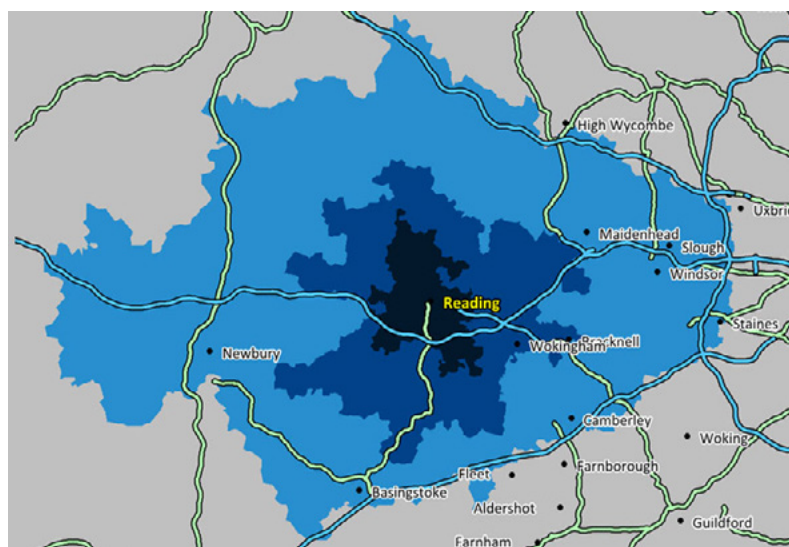 High Wycombe
Uxbri
Maidenhead
Slough
Windsor
Reading
Staines
Wokingham
Bracknell
Newbury
Camberley
Woking
Fleet
Farnborough
Basingstoke
Aldershot
Guildford
Farnham